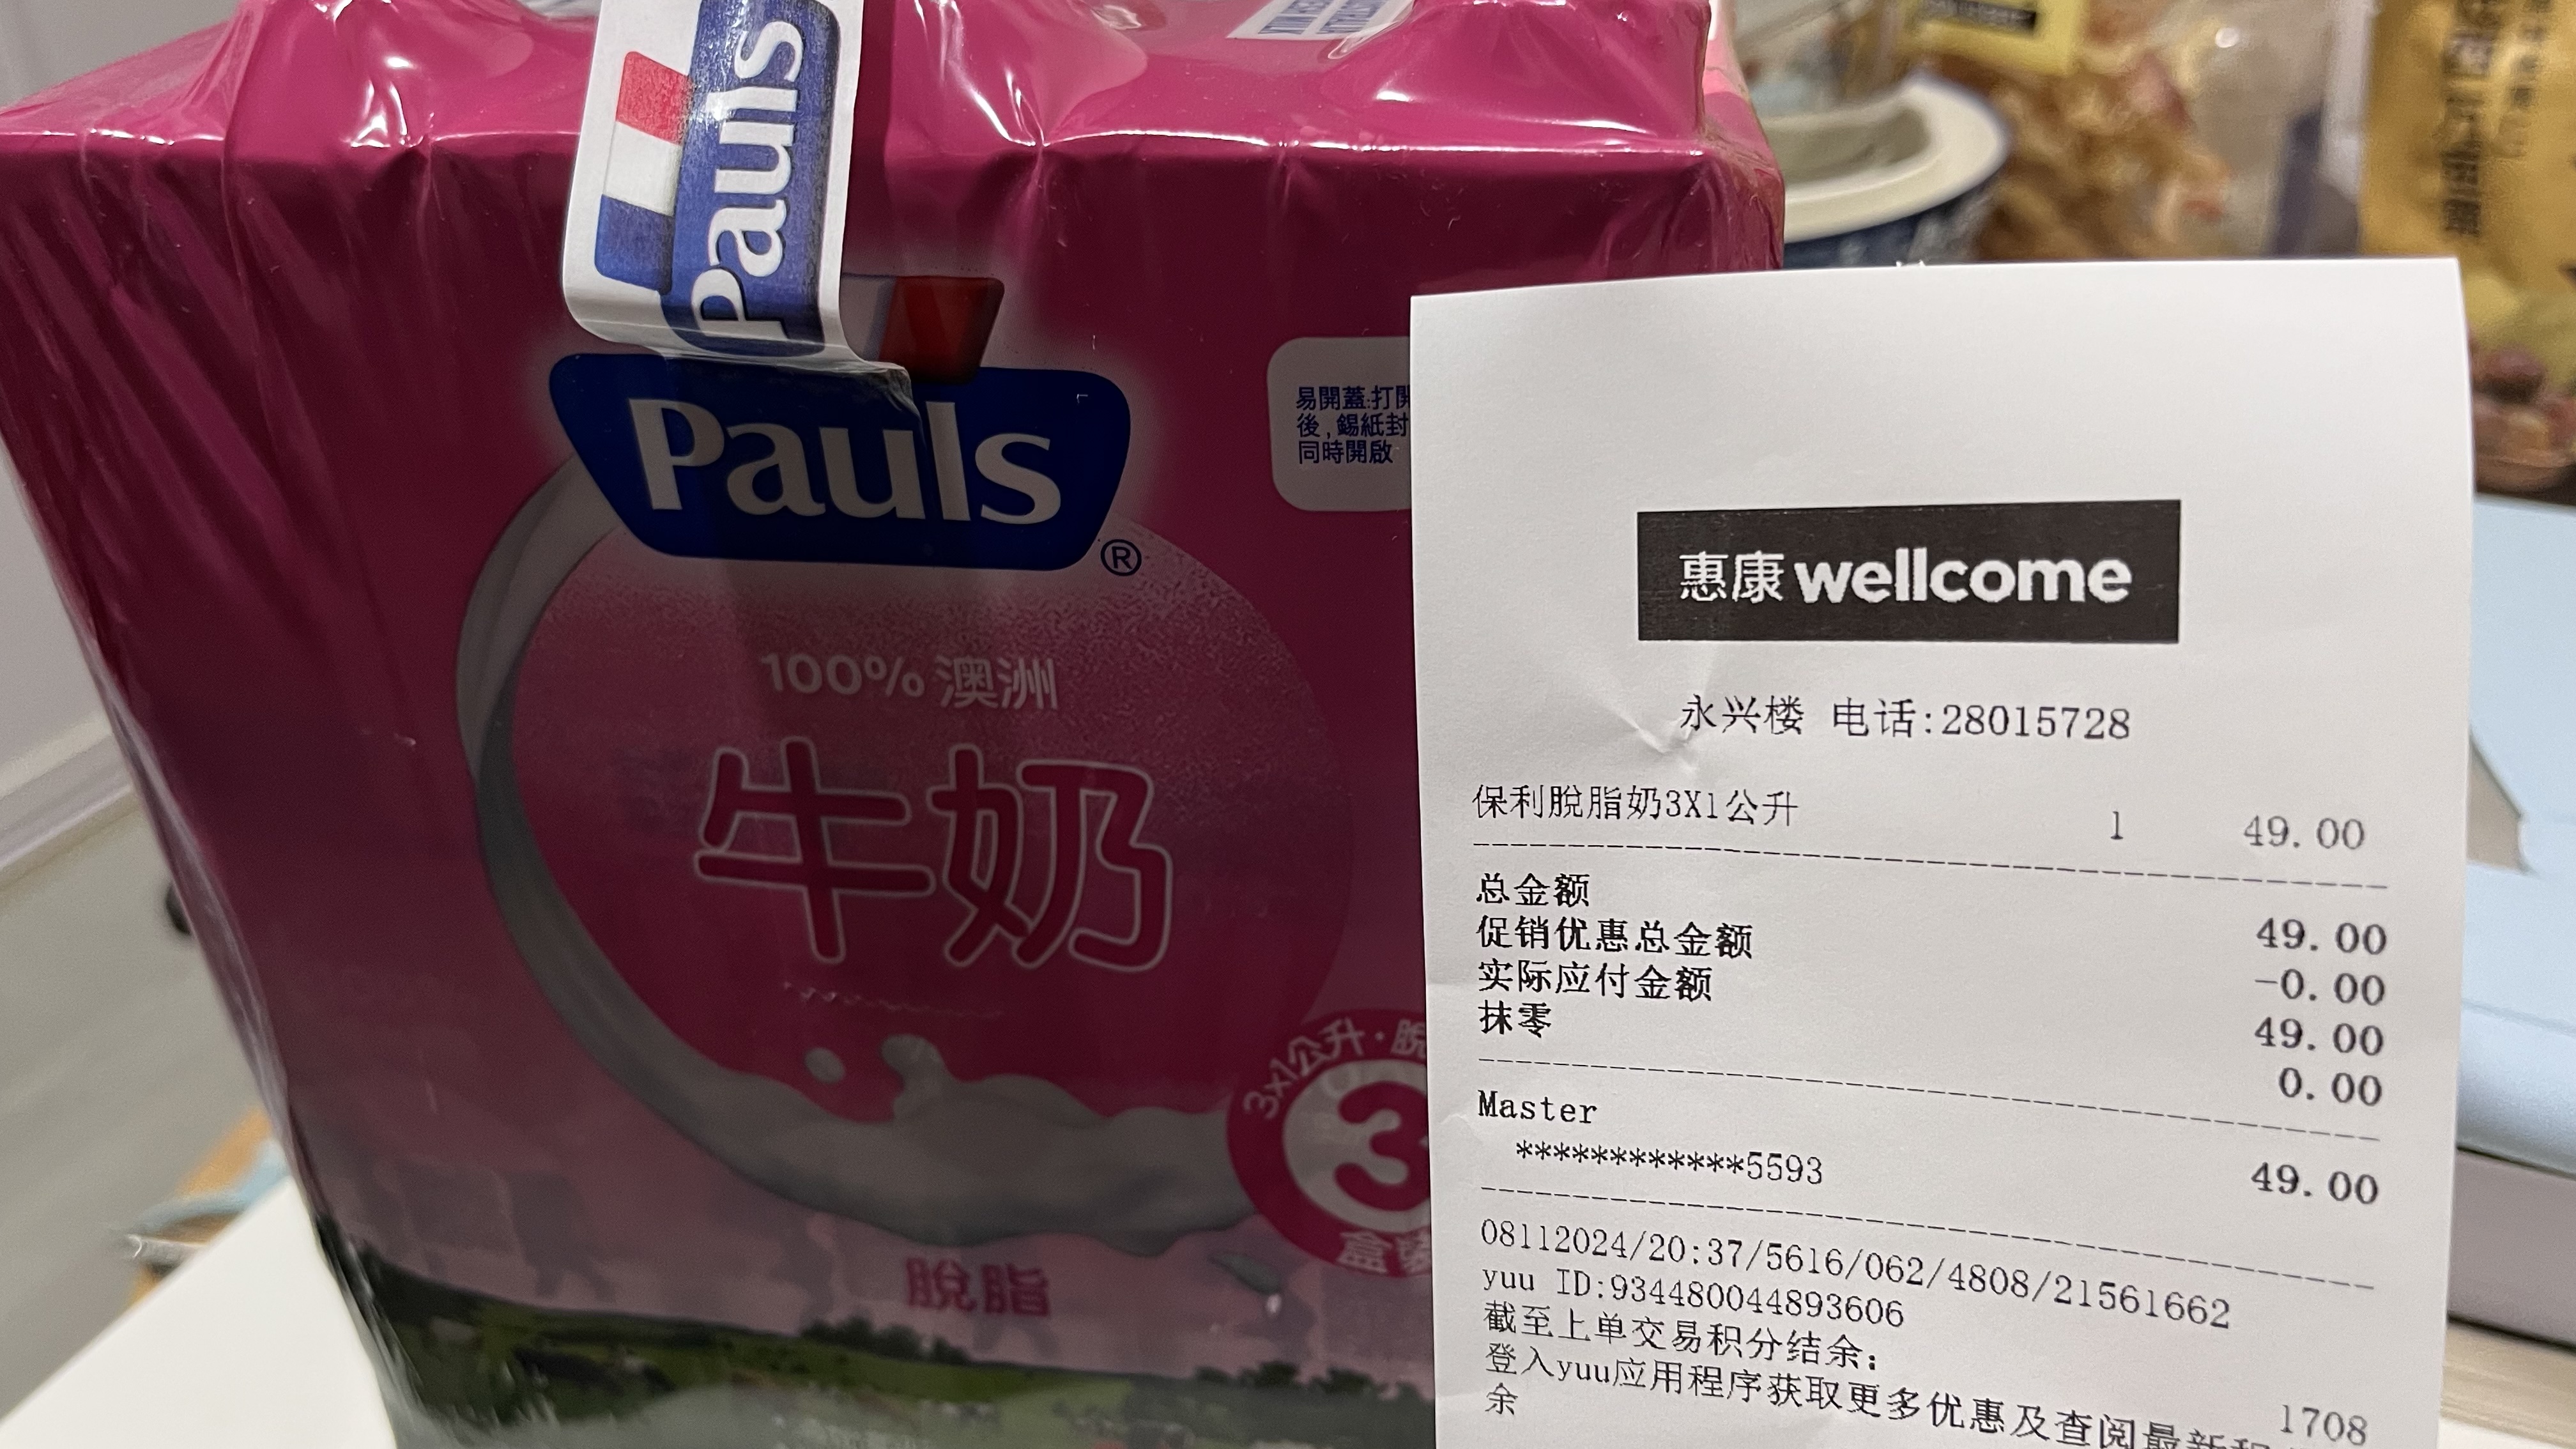 Pauls
Pauls
®
易開蓋:打開
後,錫紙封
同時開啟
100% 澳洲
牛奶
3x1公升·脫
3
盒裝
脫脂
惠康 wellcome
永兴楼 电话:28015728
保利脫脂奶3X1公升 1 49.00
总金额 49.00
促销优惠总金额 -0.00
实际应付金额 49.00
抹零 0.00
Master
************5593 49.00
08112024/20:37/5616/062/4808/21561662
yuu ID:934480044893606
截至上单交易积分结余: 1708
登入yuu应用程序获取更多优惠及查阅最新积
余